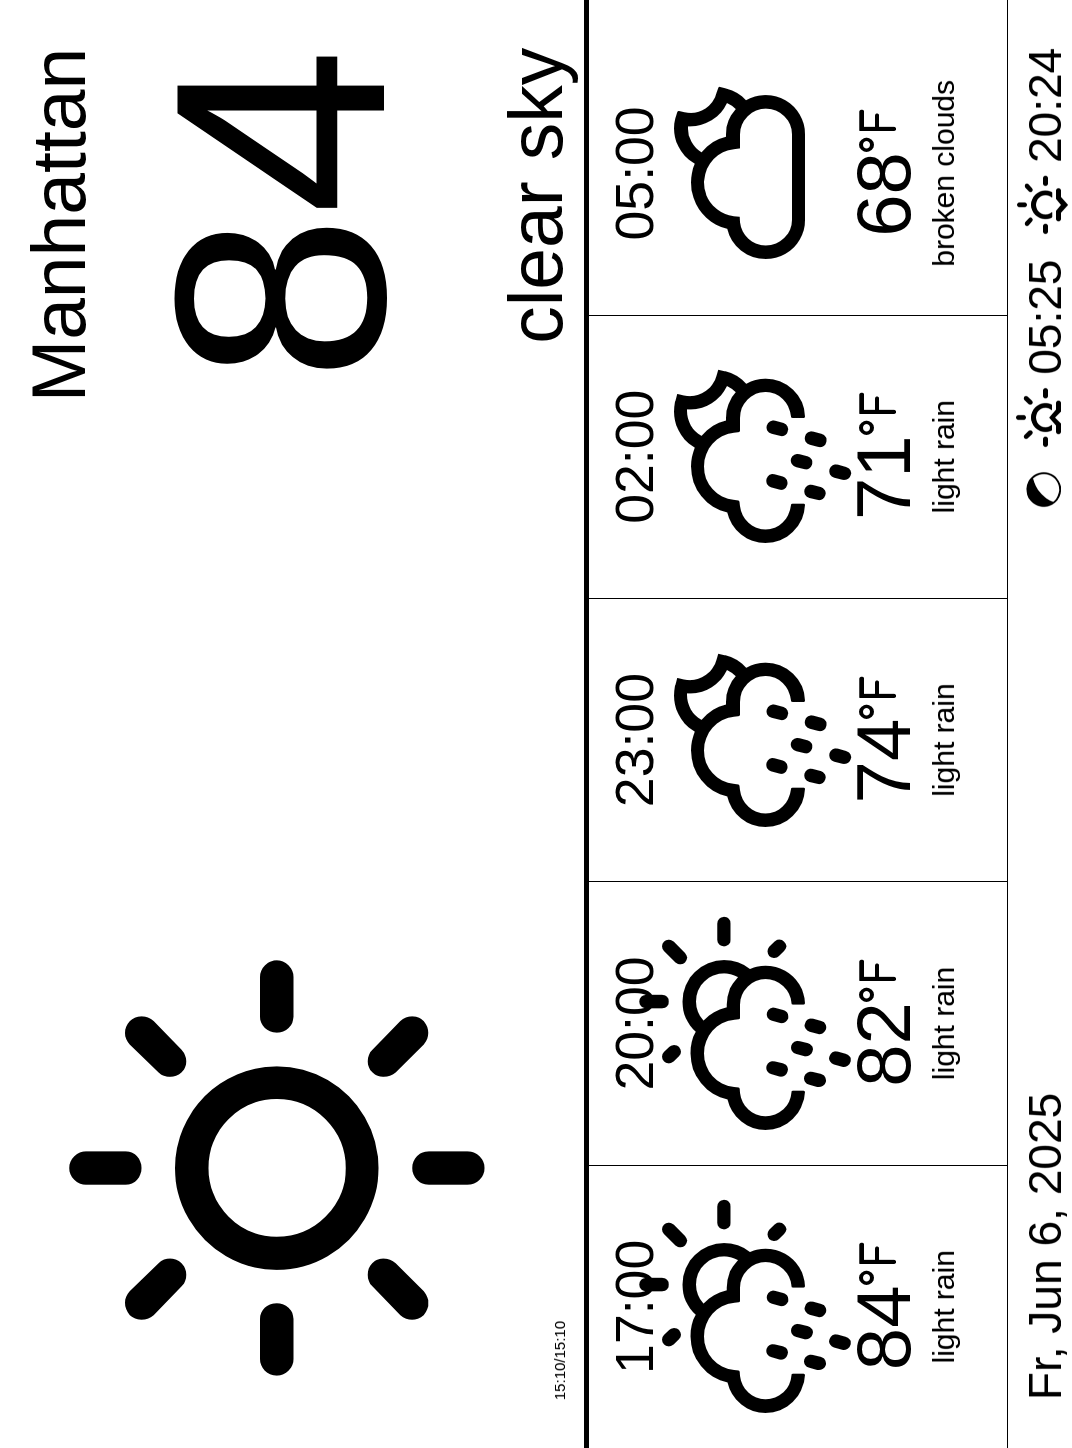 Manhattan
84
clear sky
15:10/15:10
17:00 20:00 23:00 02:00 05:00
84°F 82°F 74°F 71°F 68°F
light rain light rain light rain light rain broken clouds
Fr, Jun 6, 2025 05:25 20:24